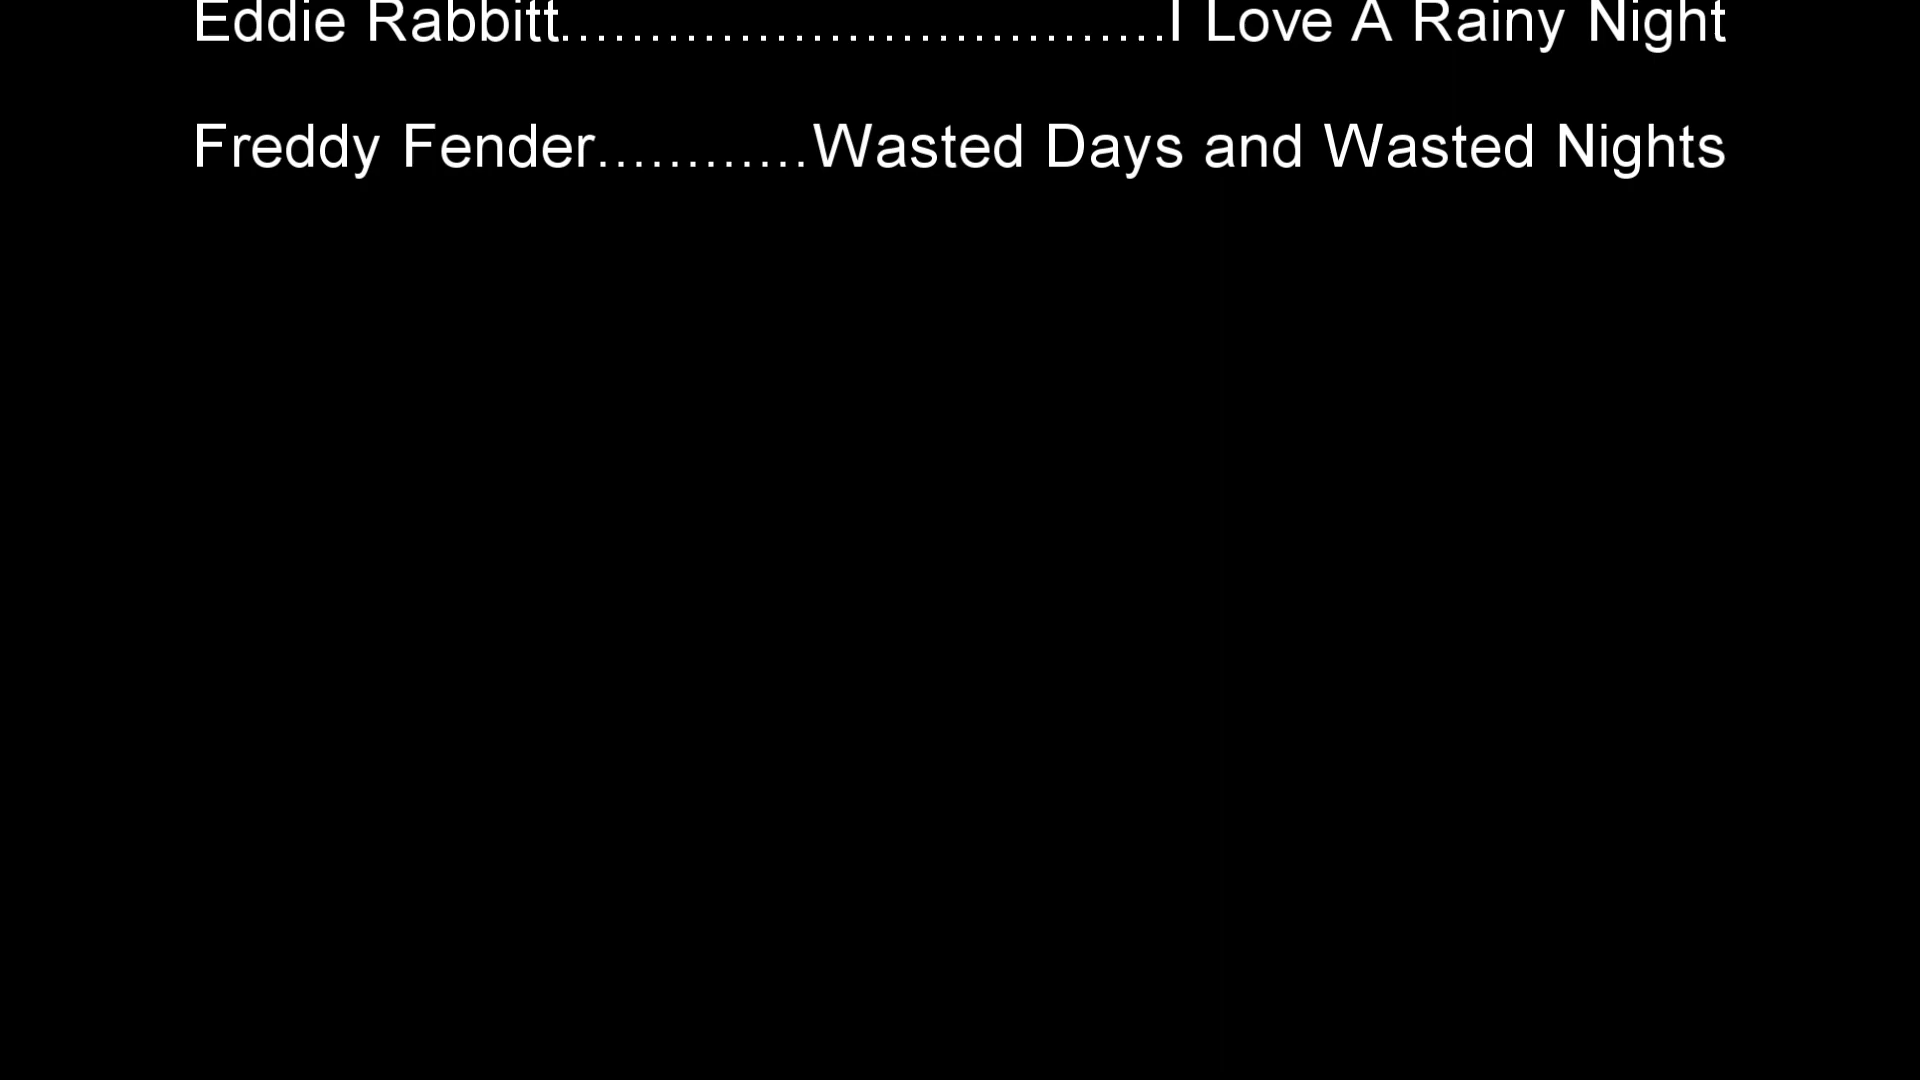 Eddie Rabbitt..................................I Love A Rainy Night
Freddy Fender............Wasted Days and Wasted Nights